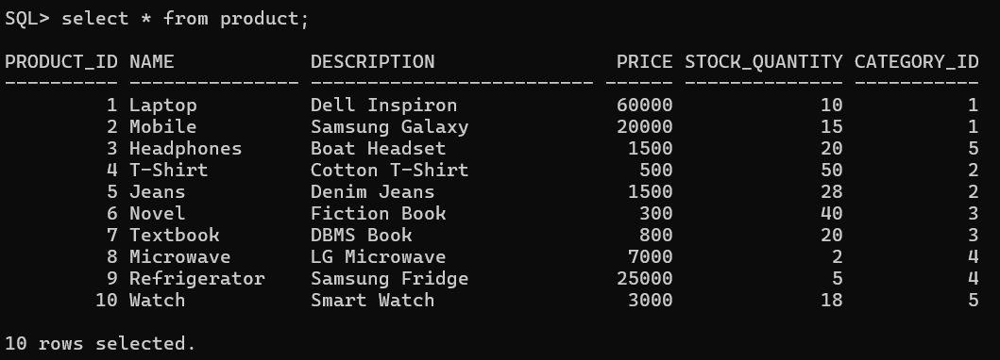 SQL> select * from product;
PRODUCT_ID NAME            DESCRIPTION                PRICE STOCK_QUANTITY CATEGORY_ID
---------- --------------- ------------------------- ------ -------------- -----------
         1 Laptop          Dell Inspiron              60000             10           1
         2 Mobile          Samsung Galaxy             20000             15           1
         3 Headphones      Boat Headset                1500             20           5
         4 T-Shirt         Cotton T-Shirt               500             50           2
         5 Jeans           Denim Jeans                 1500             28           2
         6 Novel           Fiction Book                 300             40           3
         7 Textbook        DBMS Book                    800             20           3
         8 Microwave       LG Microwave                7000              2           4
         9 Refrigerator    Samsung Fridge             25000              5           4
        10 Watch           Smart Watch                 3000             18           5
10 rows selected.